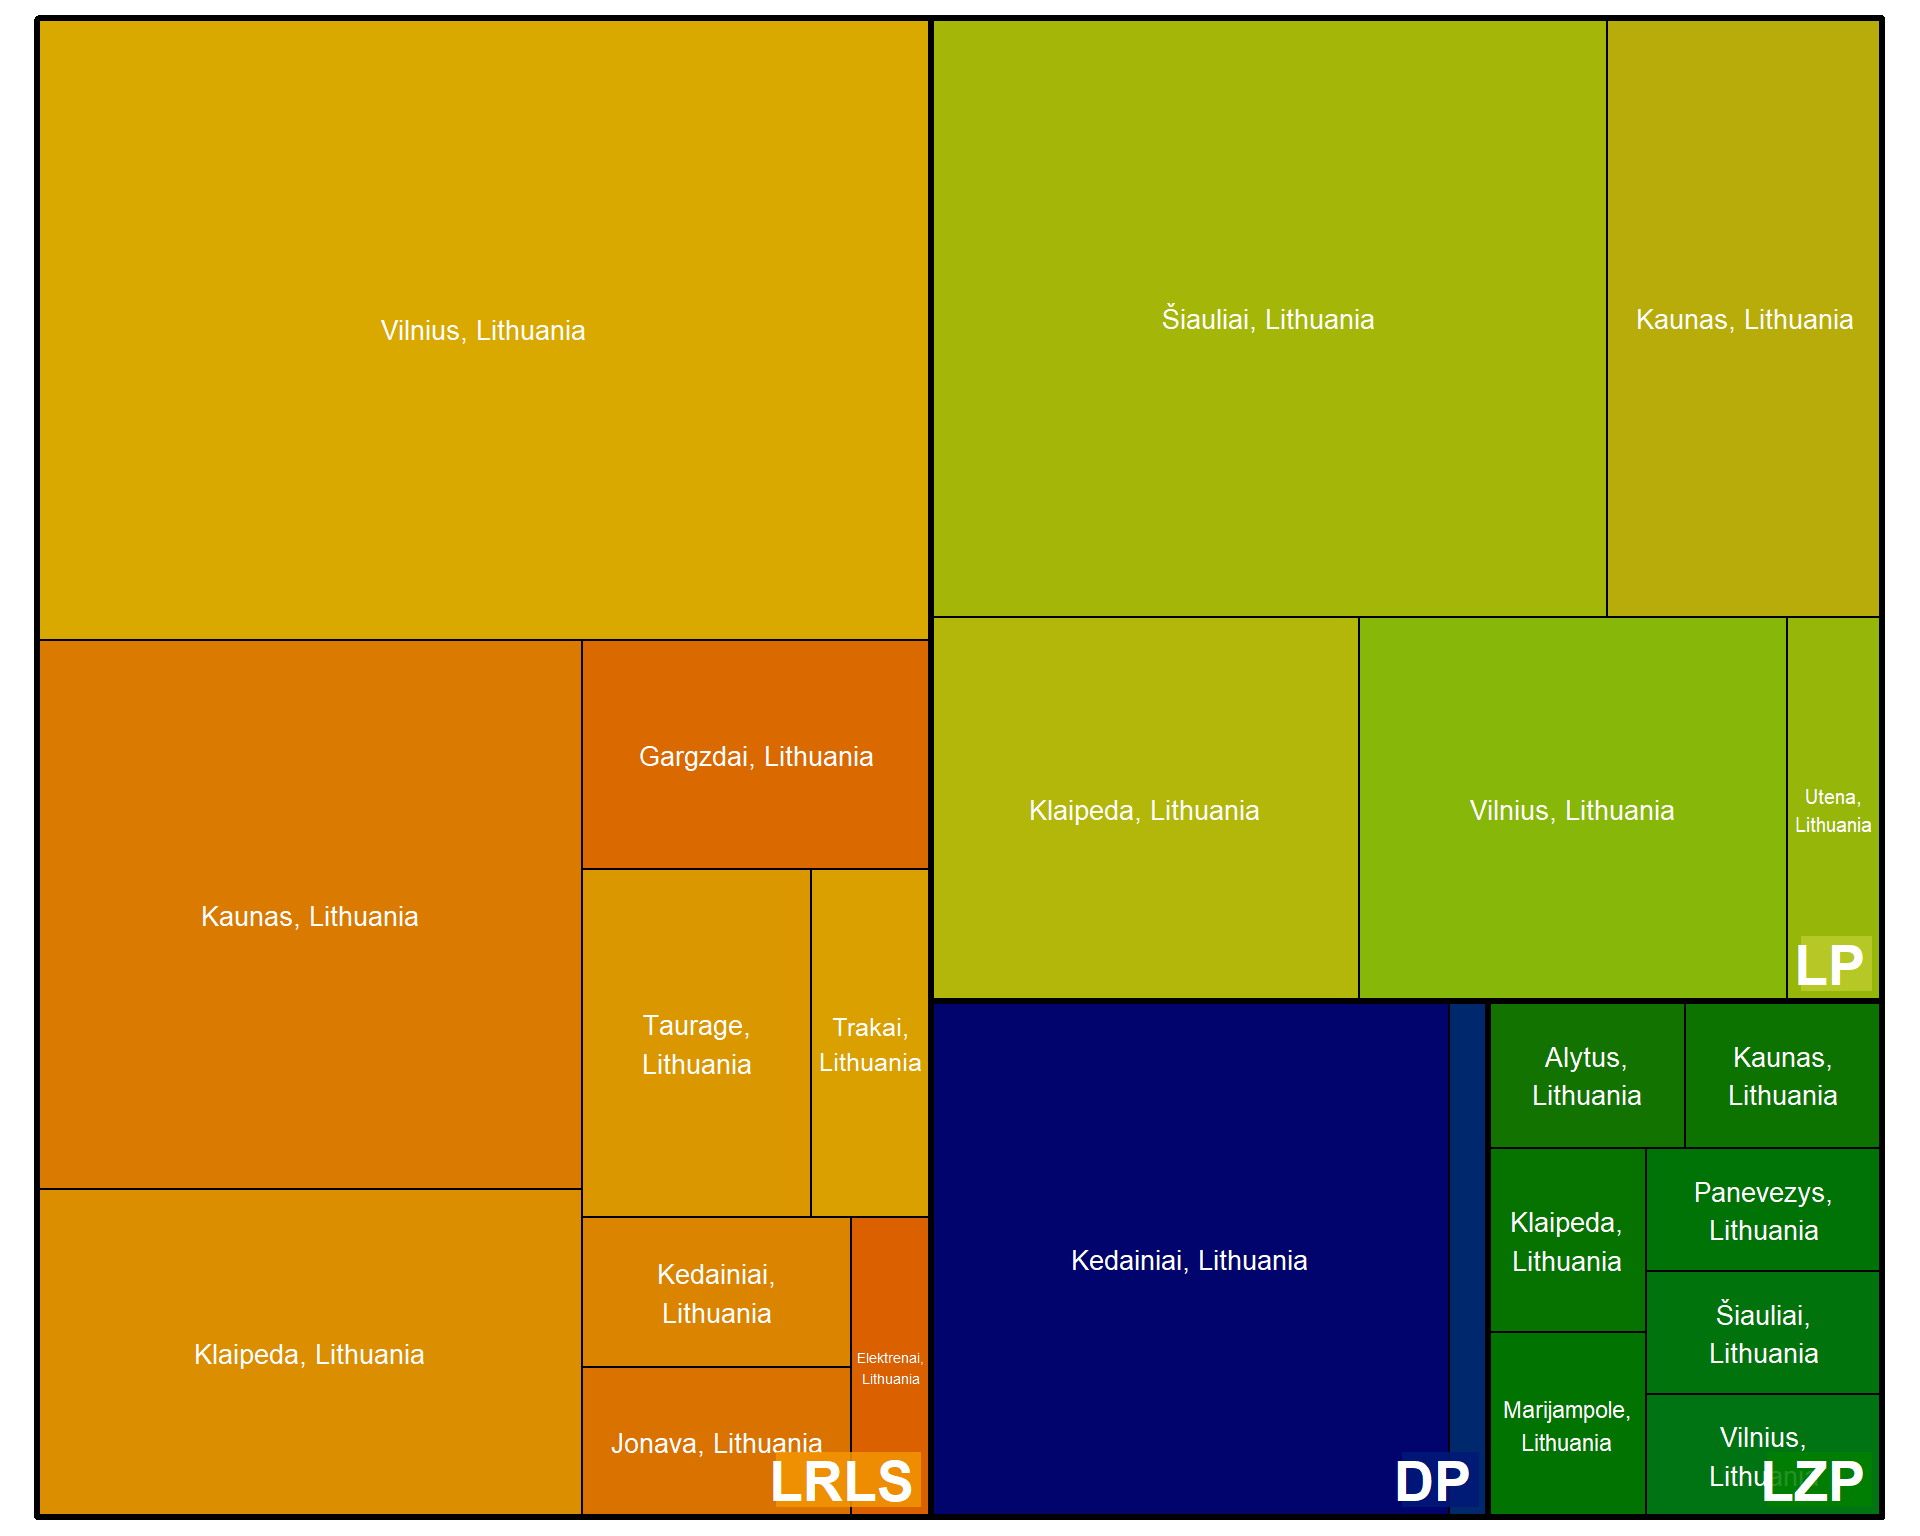 Vilnius, Lithuania
Kaunas, Lithuania
Gargzdai, Lithuania
Taurage,
Lithuania
Trakai,
Lithuania
Klaipeda, Lithuania
Kedainiai,
Lithuania
Jonava, Lithuania
Elektrenai,
Lithuania
LRLS
Šiauliai, Lithuania
Kaunas, Lithuania
Klaipeda, Lithuania
Vilnius, Lithuania
Utena,
Lithuania
LP
Kedainiai, Lithuania
DP
Alytus,
Lithuania
Kaunas,
Lithuania
Klaipeda,
Lithuania
Panevezys,
Lithuania
Šiauliai,
Lithuania
Marijampole,
Lithuania
Vilnius,
Lithuania
LZP